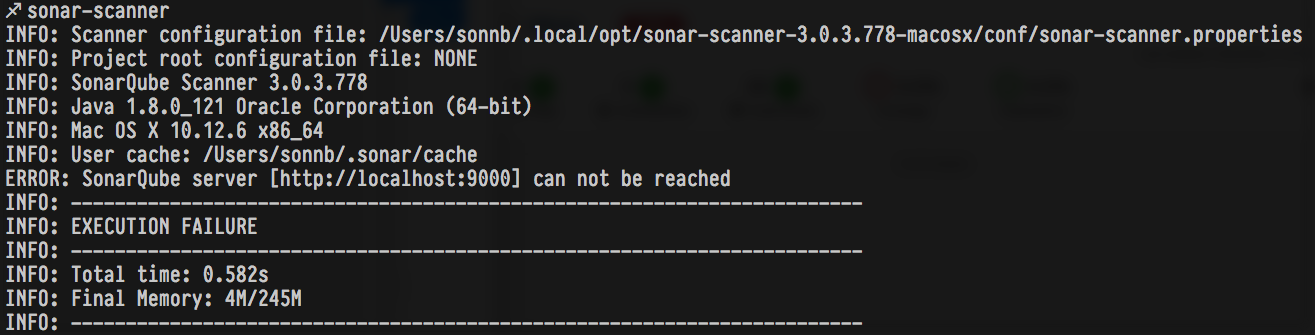 ♐ sonar-scanner
INFO: Scanner configuration file: /Users/sonnb/.local/opt/sonar-scanner-3.0.3.778-macosx/conf/sonar-scanner.properties
INFO: Project root configuration file: NONE
INFO: SonarQube Scanner 3.0.3.778
INFO: Java 1.8.0_121 Oracle Corporation (64-bit)
INFO: Mac OS X 10.12.6 x86_64
INFO: User cache: /Users/sonnb/.sonar/cache
ERROR: SonarQube server [http://localhost:9000] can not be reached
INFO: ------------------------------------------------------------------------
INFO: EXECUTION FAILURE
INFO: ------------------------------------------------------------------------
INFO: Total time: 0.582s
INFO: Final Memory: 4M/245M
INFO: ------------------------------------------------------------------------